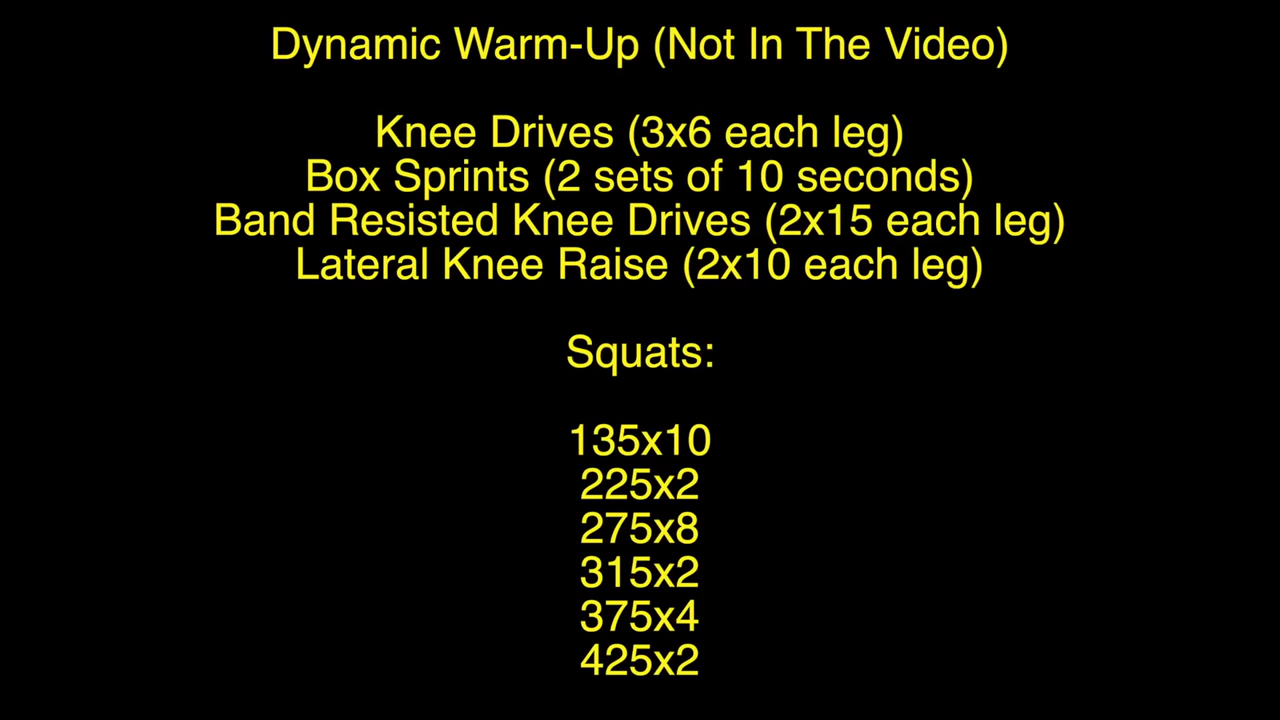 Dynamic Warm-Up (Not In The Video)
Knee Drives (3x6 each leg)
Box Sprints (2 sets of 10 seconds)
Band Resisted Knee Drives (2x15 each leg)
Lateral Knee Raise (2x10 each leg)
Squats:
135x10
225x2
275x8
315x2
375x4
425x2